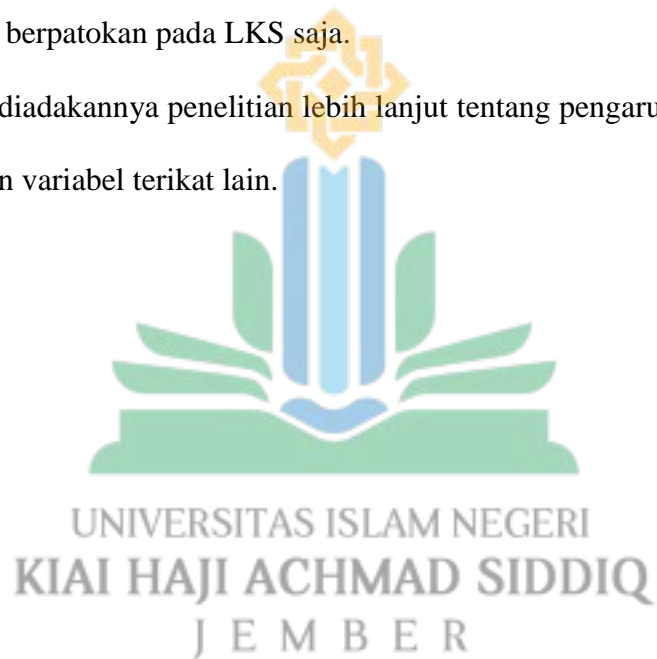 berpatokan pada LKS saja.
diadakannya penelitian lebih lanjut tentang pengaru
n variabel terikat lain.
UNIVERSITAS ISLAM NEGERI
KIAI HAJI ACHMAD SIDDIQ
JEMBER